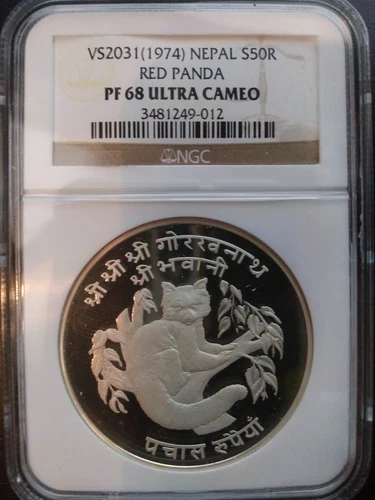 VS2031(1974) NEPAL S50R
RED PANDA
PF 68 ULTRA CAMEO
3481249-012
NGC
श्री श्री श्री गोरखनाथ
श्री भवानी
पचास रुपैयाँ